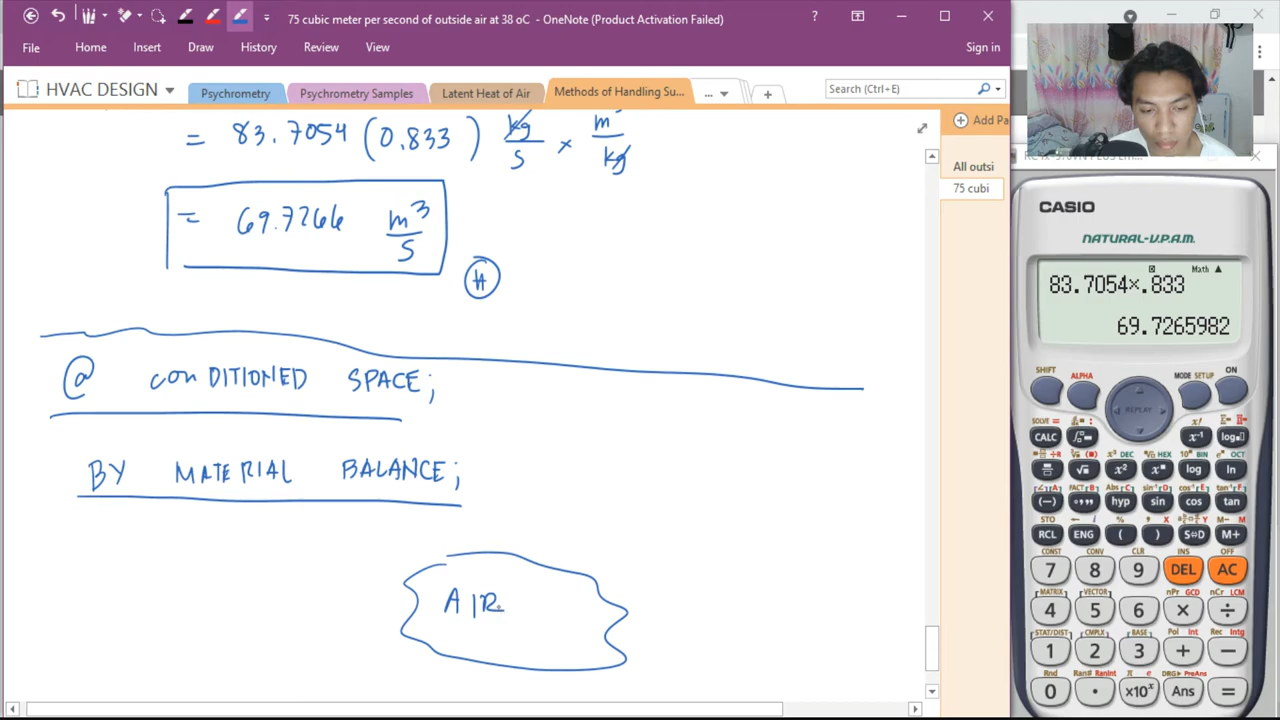 75 cubic meter per second of outside air at 38 oC - OneNote (Product Activation Failed)
File Home Insert Draw History Review View Sign in
HVAC DESIGN
Psychrometry
Psychrometry Samples
Latent Heat of Air
Methods of Handling Su...
...
Search (Ctrl+E)
Add Pa
All outsi
75 cubi
= 83.7054 (0.833) kg/s × m³/kg
= 69.7266 m³/s
@ CONDITIONED SPACE;
BY MATERIAL BALANCE;
AIR
CASIO
NATURAL-V.P.A.M.
Math
83.7054×.833
69.7265982
SHIFT ALPHA REPLAY MODE SETUP ON
CALC x⁻¹ log
√ x² log ln
(−) hyp sin cos tan
RCL ENG ( ) S⇔D M+
7 8 9 DEL AC
4 5 6 × ÷
1 2 3 + −
0 . ×10ˣ Ans =